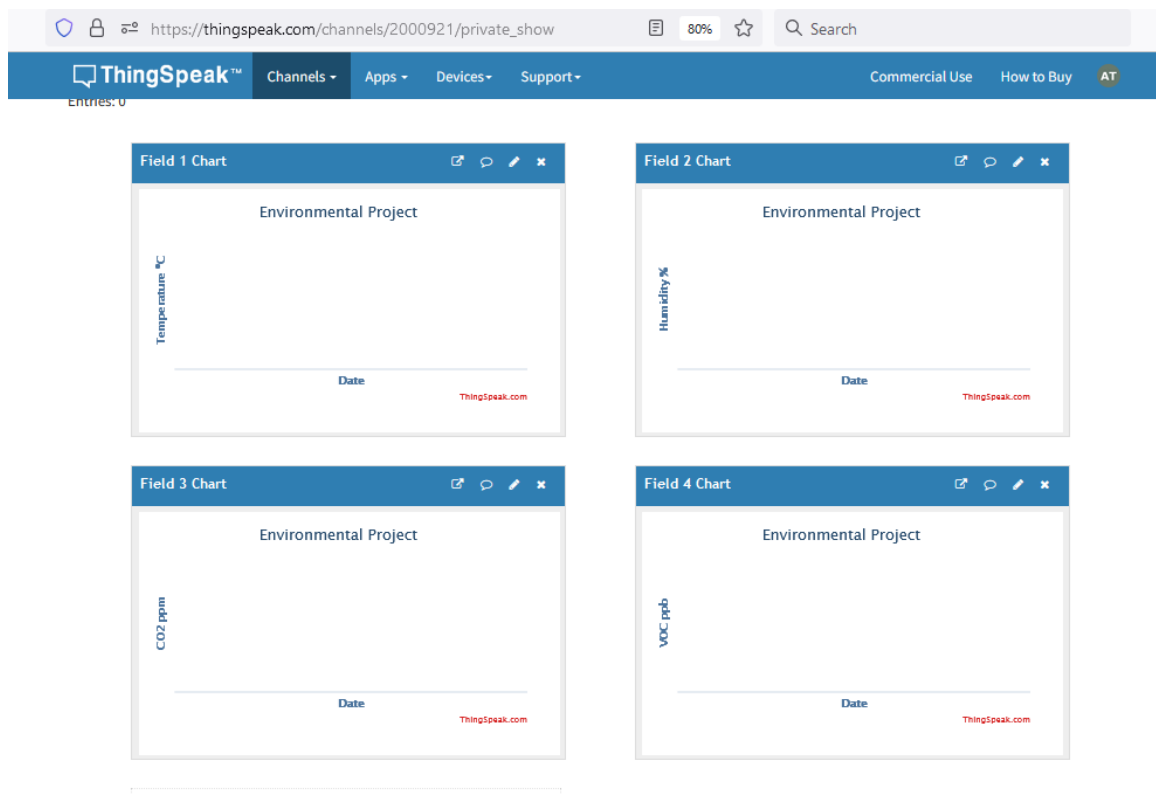 https://thingspeak.com/channels/2000921/private_show 80% Search
ThingSpeak™ Channels Apps Devices Support Commercial Use How to Buy AT
Entries: 0
Field 1 Chart
Environmental Project
Temperature °C
Date
ThingSpeak.com
Field 2 Chart
Environmental Project
Humidity %
Date
ThingSpeak.com
Field 3 Chart
Environmental Project
CO2 ppm
Date
ThingSpeak.com
Field 4 Chart
Environmental Project
VOC ppb
Date
ThingSpeak.com